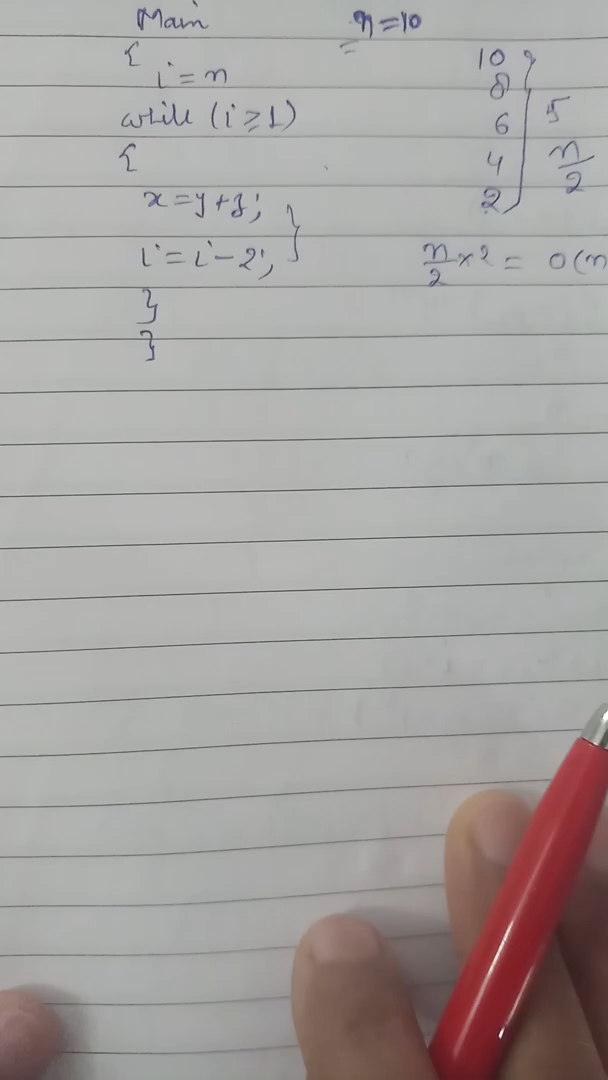 Main
{
i = n
while (i ≥ 1)
{
x = y + z;
i = i - 2; }
}
}
n = 10
10
8
6
4
2
5
n/2
n/2 × 2 = O(n